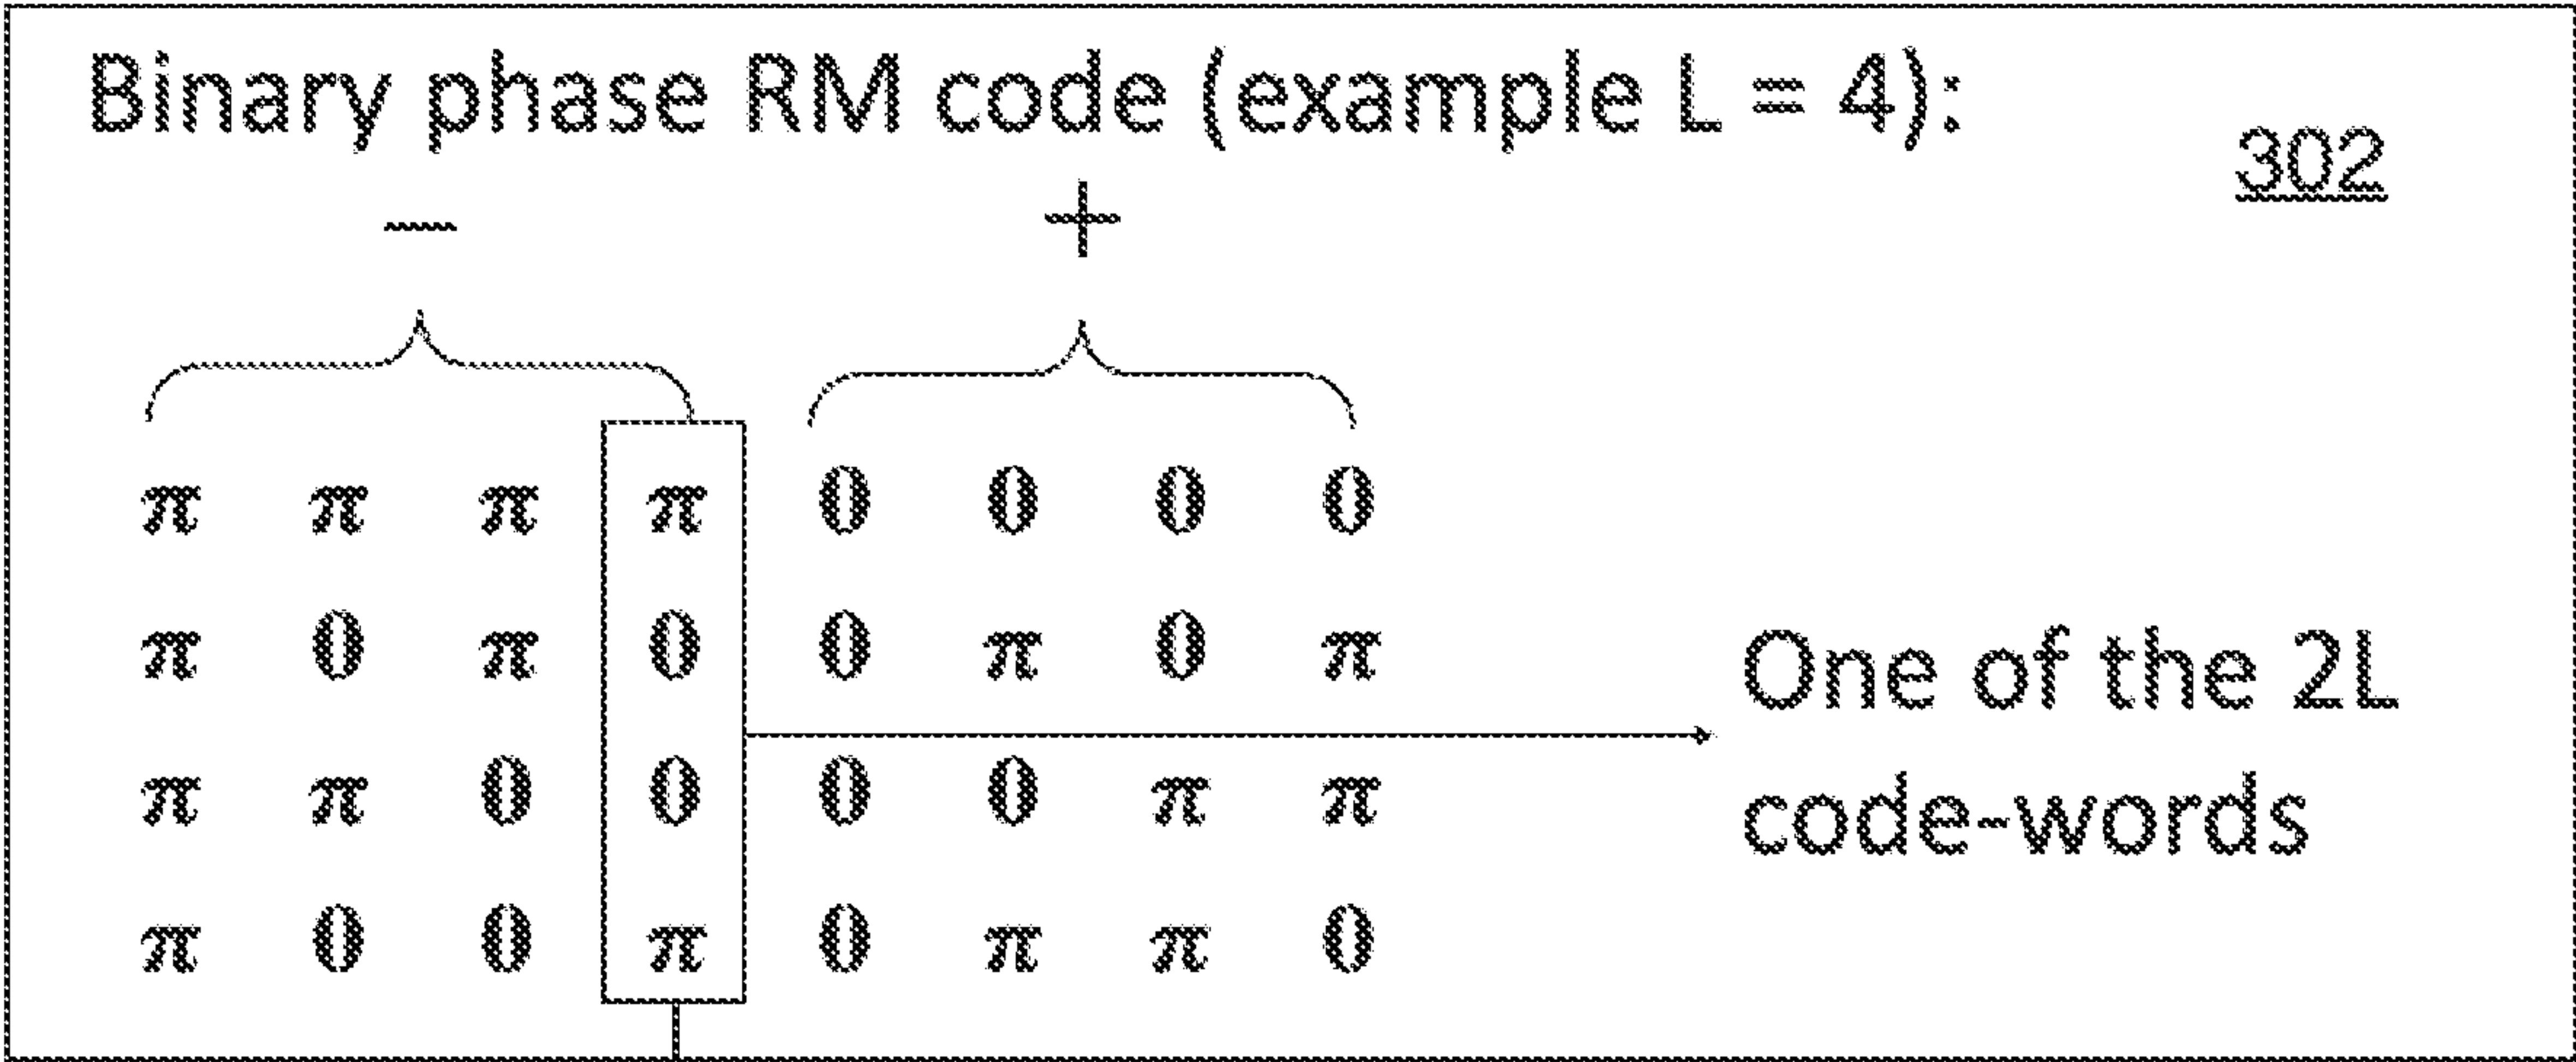 Binary phase RM code (example L = 4):
302
− +
π π π π 0 0 0 0
π 0 π 0 0 π 0 π
One of the 2L
π π 0 0 0 0 π π
code-words
π 0 0 π 0 π π 0